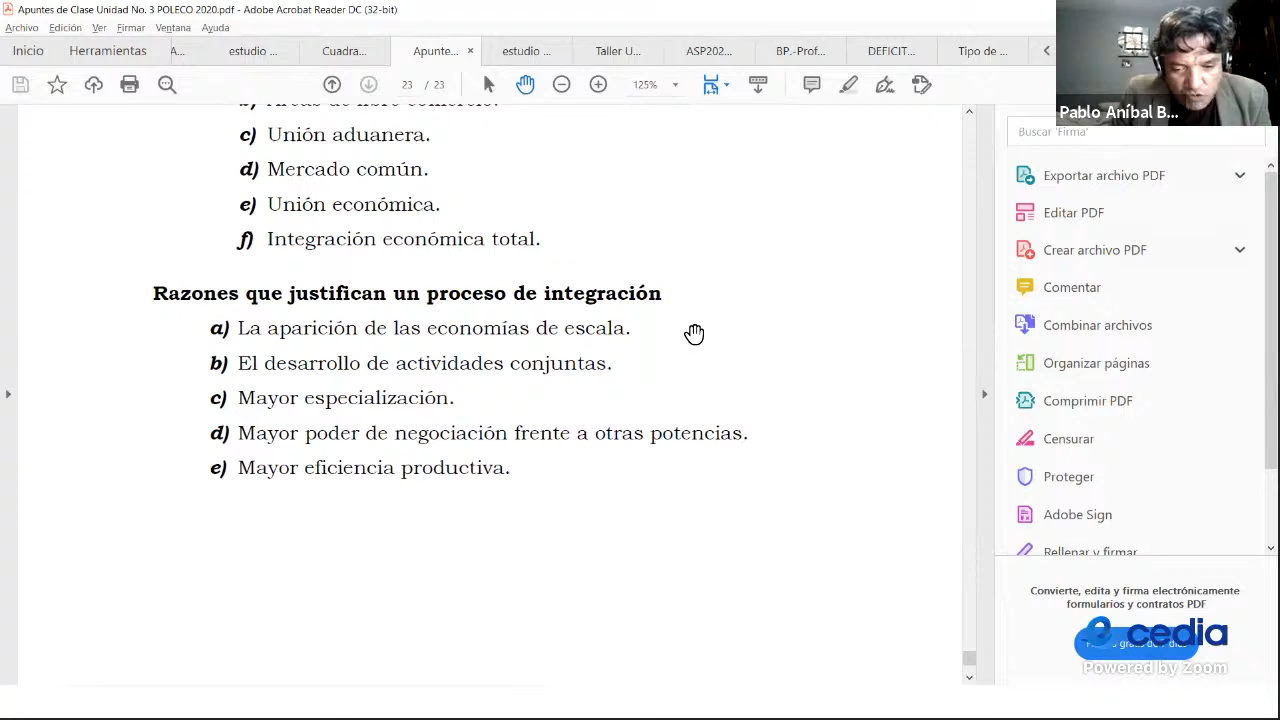 Apuntes de Clase Unidad No. 3 POLECO 2020.pdf - Adobe Acrobat Reader DC (32-bit)
Archivo Edición Ver Firmar Ventana Ayuda
Inicio Herramientas A... estudio ... Cuadra... Apunte... × estudio ... Taller U... ASP202... BP.-Prof... DEFICIT... Tipo de ...
23 / 23 125%
Pablo Aníbal B...
Buscar 'Firma'
b) Áreas de libre comercio.
c) Unión aduanera.
d) Mercado común.
e) Unión económica.
f) Integración económica total.
Razones que justifican un proceso de integración
a) La aparición de las economías de escala.
b) El desarrollo de actividades conjuntas.
c) Mayor especialización.
d) Mayor poder de negociación frente a otras potencias.
e) Mayor eficiencia productiva.
Exportar archivo PDF
Editar PDF
Crear archivo PDF
Comentar
Combinar archivos
Organizar páginas
Comprimir PDF
Censurar
Proteger
Adobe Sign
Rellenar y firmar
Convierte, edita y firma electrónicamente
formularios y contratos PDF
cedia
Powered by Zoom